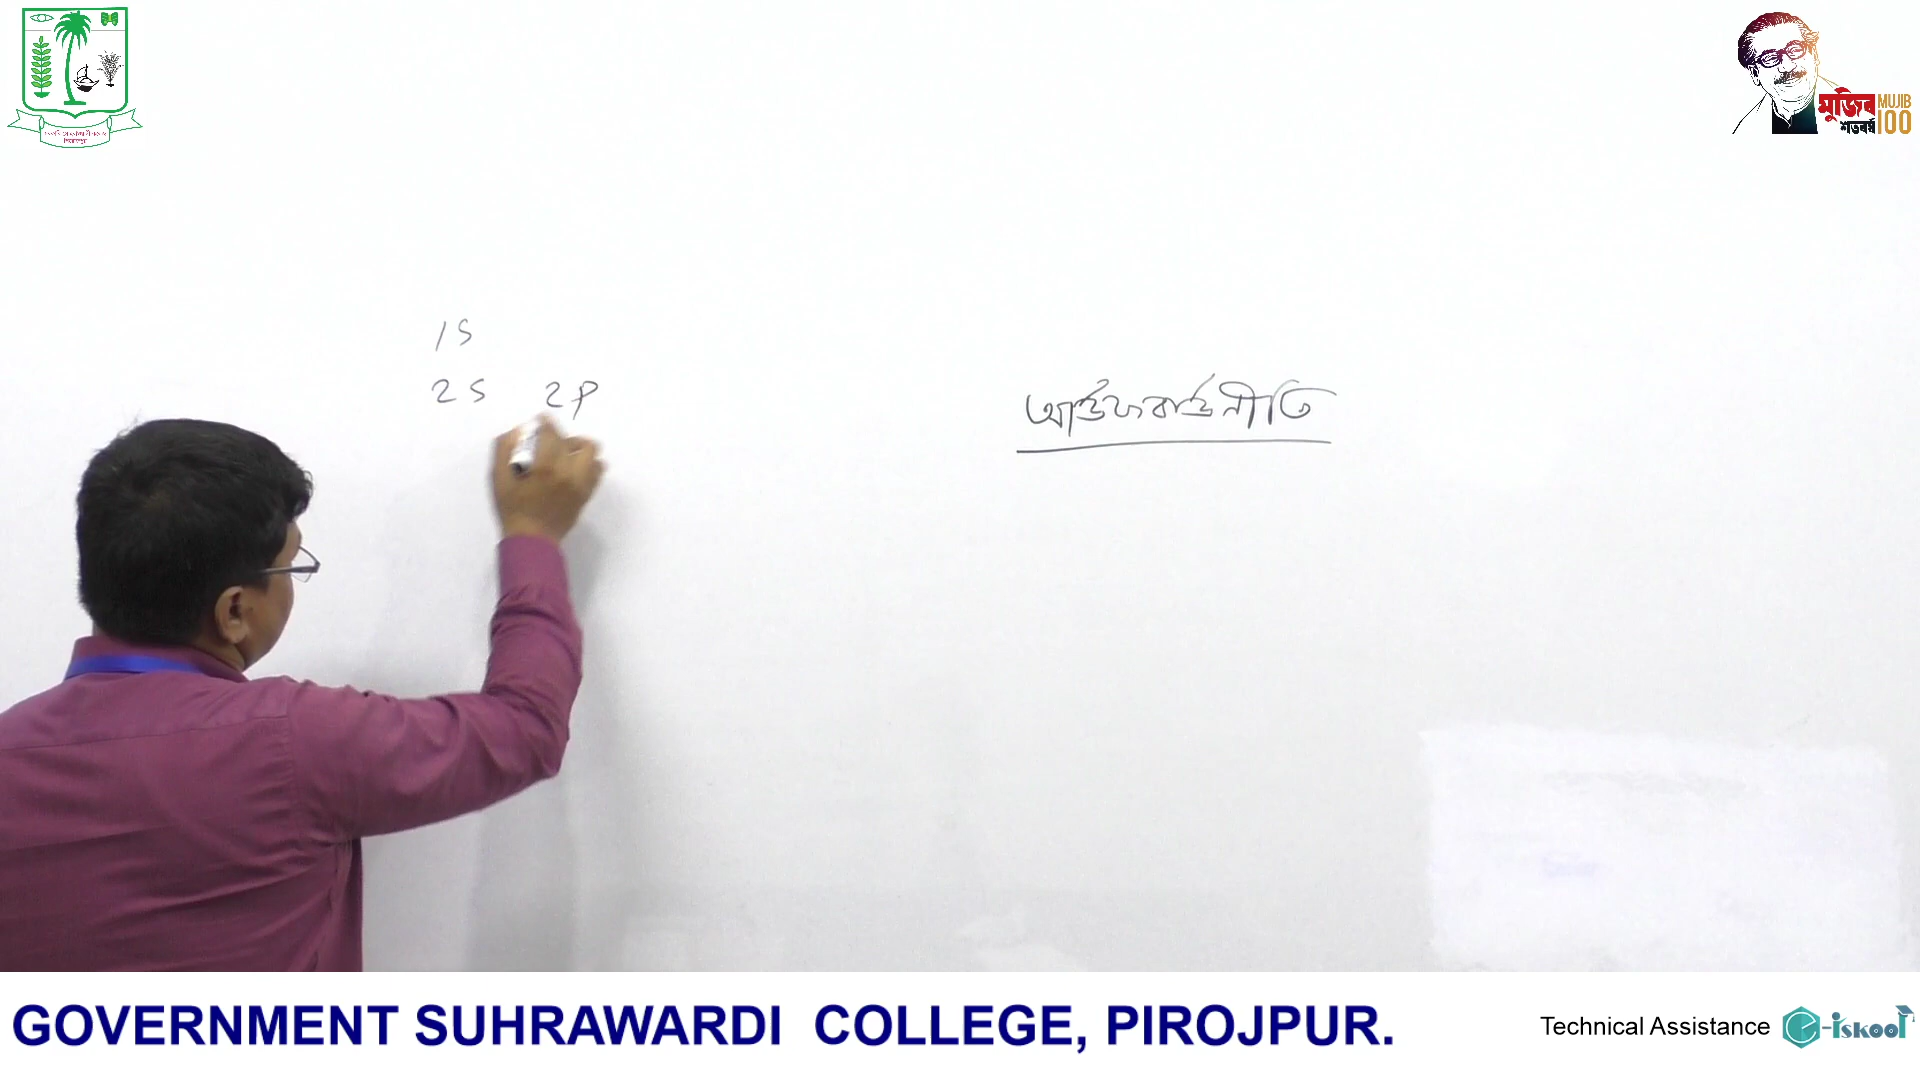 মুজিব
শতবর্ষ
MUJIB
100
1S
2S 2P
আউফবাউ নীতি
GOVERNMENT SUHRAWARDI COLLEGE, PIROJPUR.
Technical Assistance e-iskool